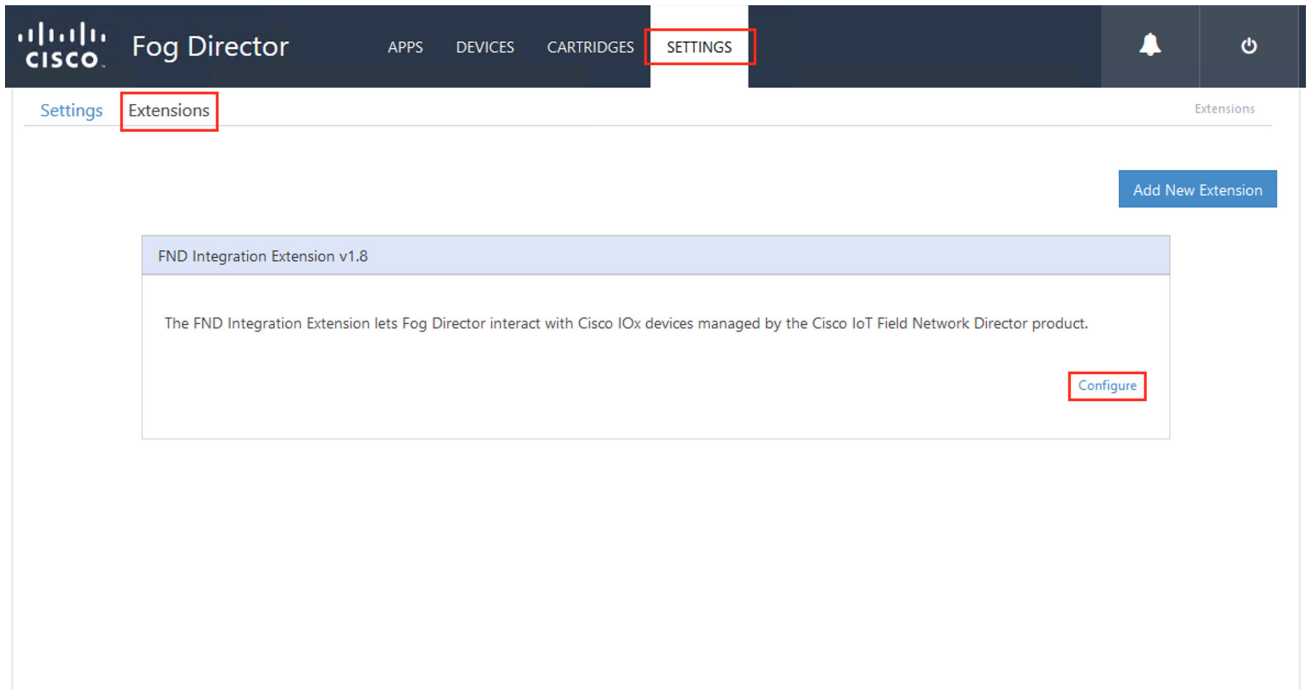 cisco Fog Director APPS DEVICES CARTRIDGES SETTINGS
Settings Extensions Extensions
Add New Extension
FND Integration Extension v1.8
The FND Integration Extension lets Fog Director interact with Cisco IOx devices managed by the Cisco IoT Field Network Director product.
Configure